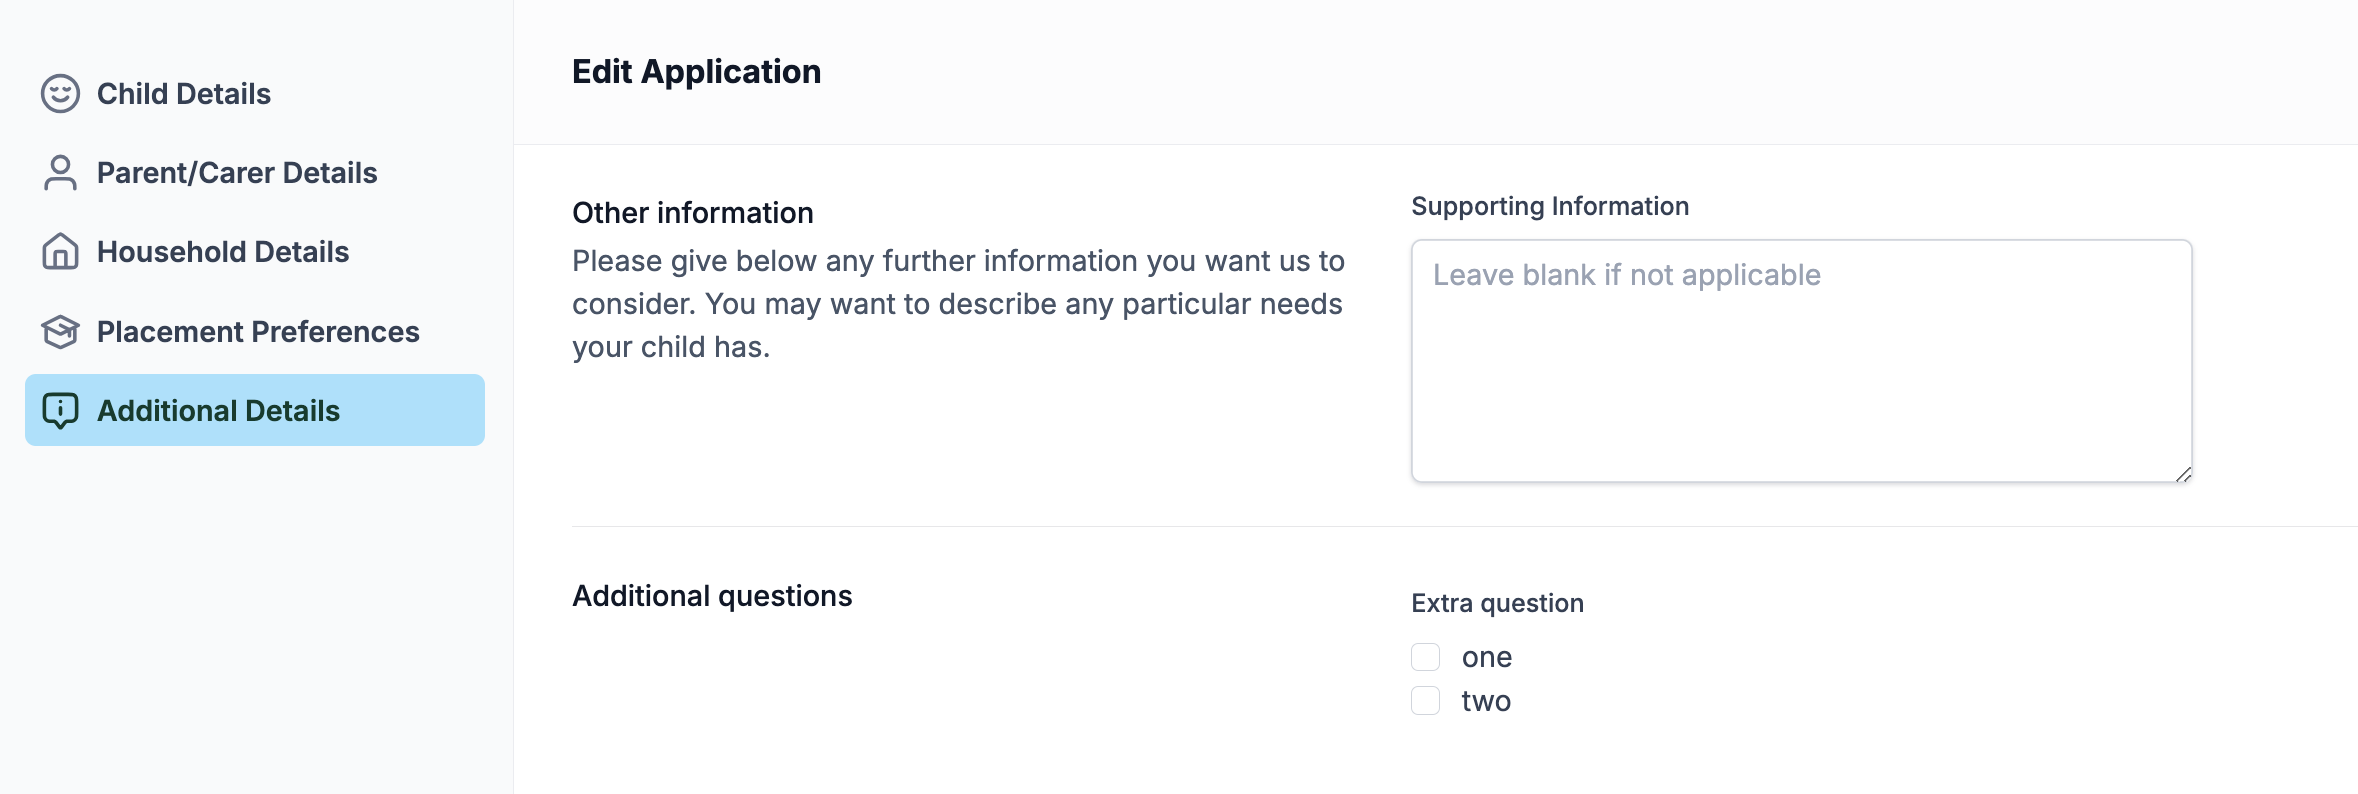 Child Details
Parent/Carer Details
Household Details
Placement Preferences
Additional Details
Edit Application
Other information
Please give below any further information you want us to
consider. You may want to describe any particular needs
your child has.
Supporting Information
Leave blank if not applicable
Additional questions
Extra question
one
two